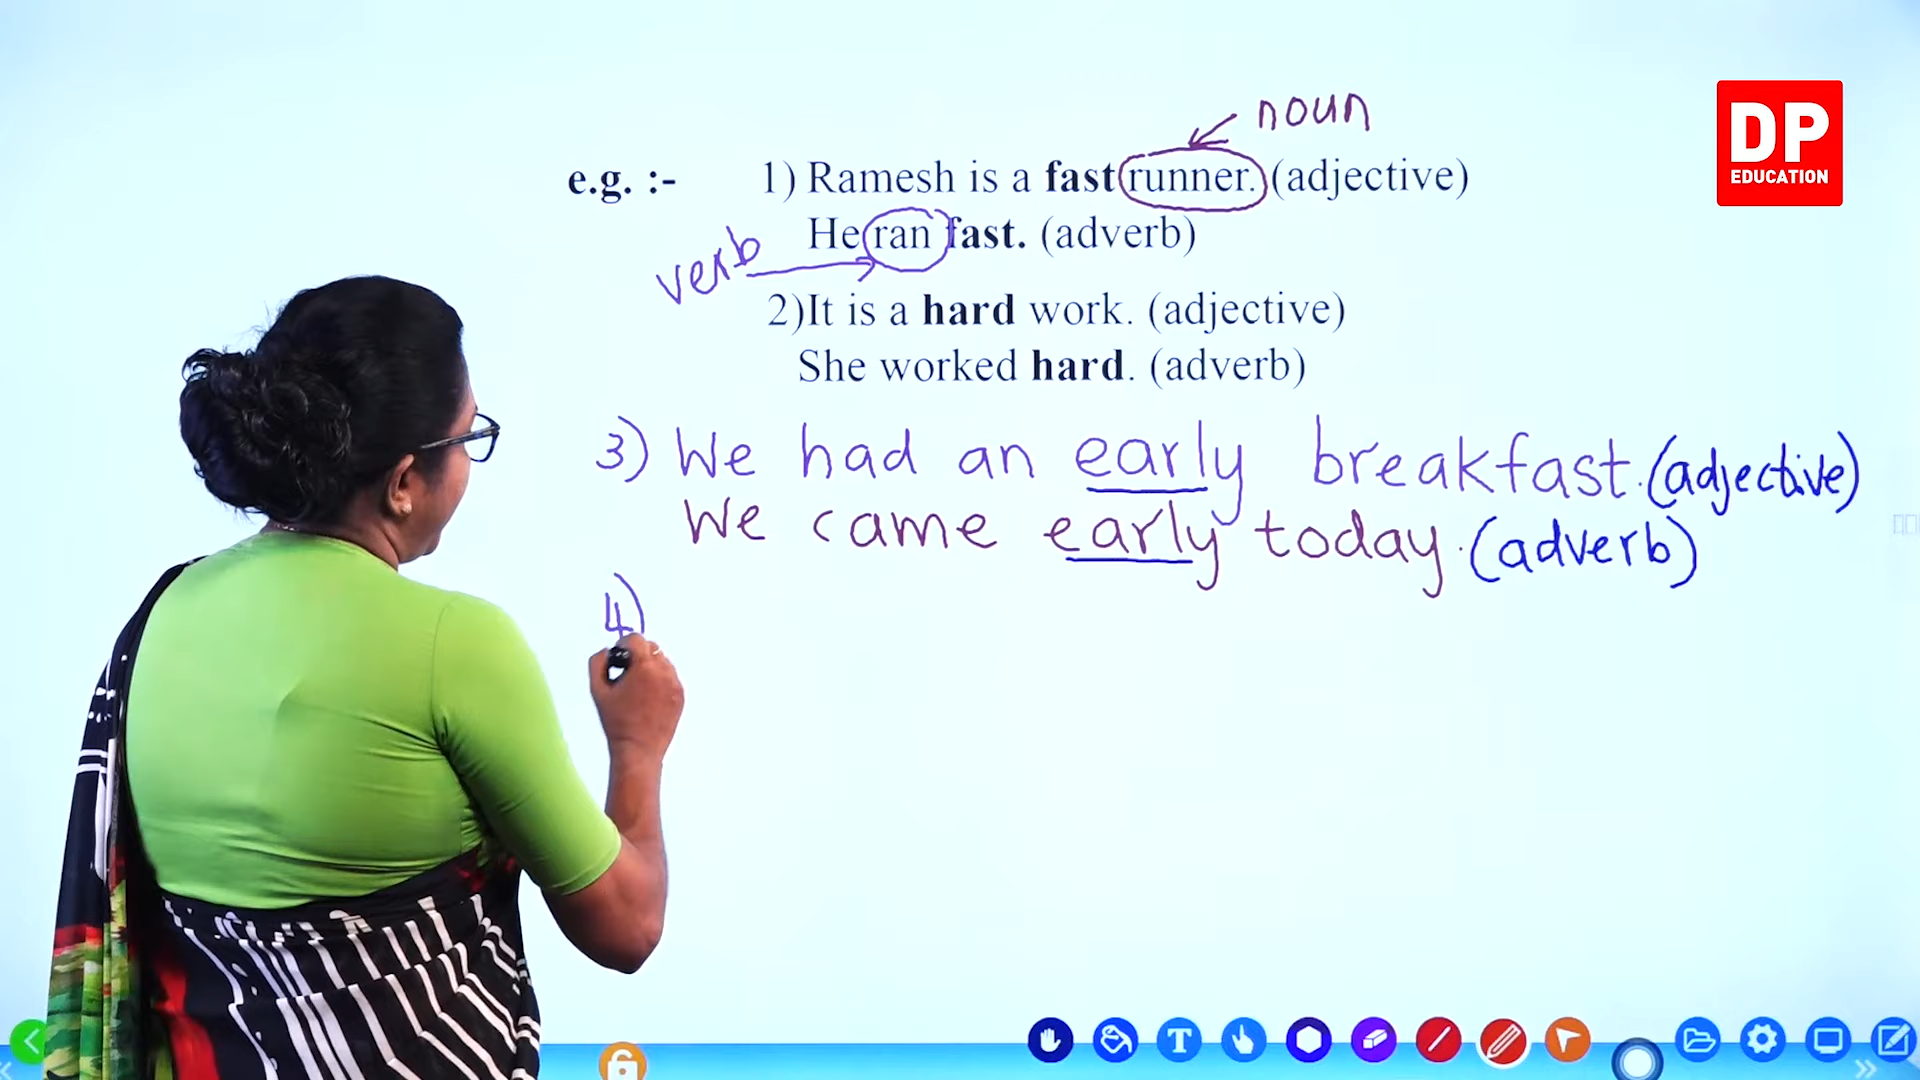 noun
DP
EDUCATION
e.g. :- 1) Ramesh is a fast runner. (adjective)
He ran fast. (adverb)
verb
2)It is a hard work. (adjective)
She worked hard. (adverb)
3) We had an early breakfast. (adjective)
We came early today. (adverb)
4)
T